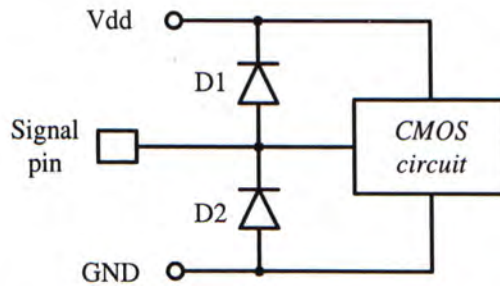 Vdd
D1
Signal
pin
CMOS
circuit
D2
GND